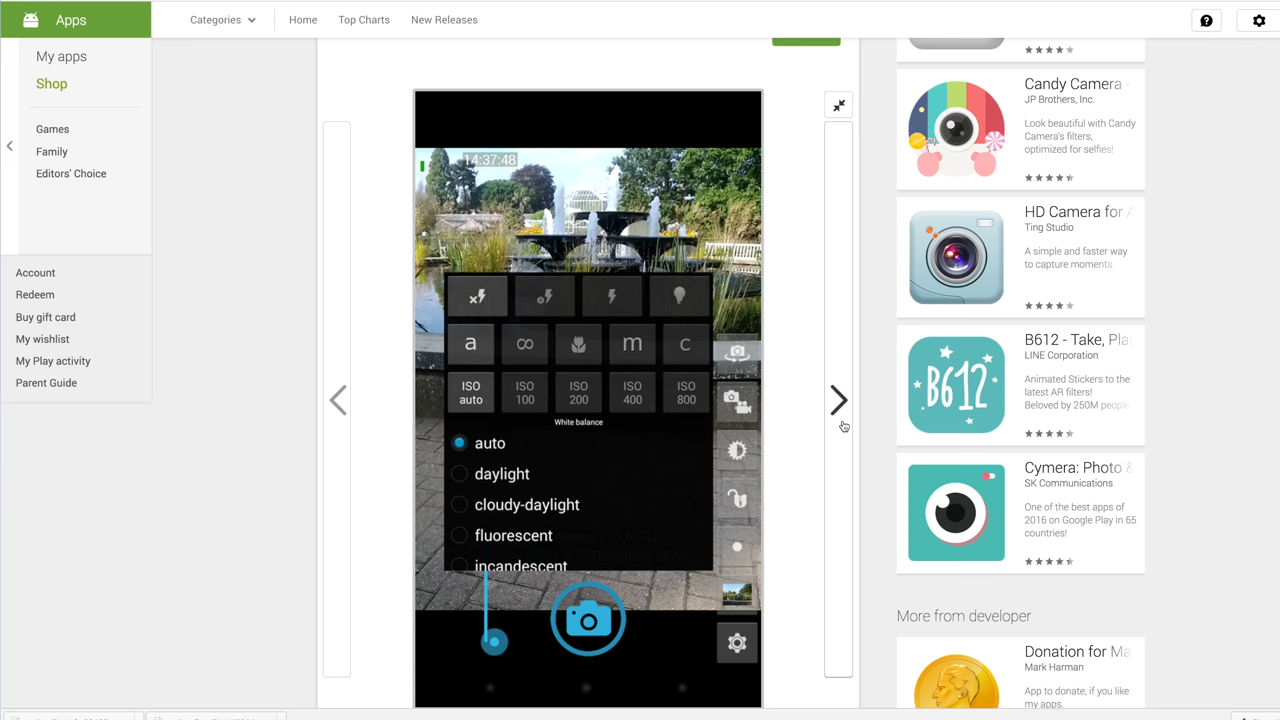 Apps
Categories
Home
Top Charts
New Releases
My apps
Shop
Games
Family
Editors' Choice
Account
Redeem
Buy gift card
My wishlist
My Play activity
Parent Guide
14:37:48
a
∞
m
c
ISO
auto
ISO
100
ISO
200
ISO
400
ISO
800
White balance
auto
daylight
cloudy-daylight
fluorescent
incandescent
Candy Camera -
JP Brothers, Inc.
Look beautiful with Candy
Camera's filters,
optimized for selfies!
HD Camera for A
Ting Studio
A simple and faster way
to capture moments.
B612 - Take, Play
LINE Corporation
Animated Stickers to the
latest AR filters!
Beloved by 250M people
B612
Cymera: Photo &
SK Communications
One of the best apps of
2016 on Google Play in 65
countries!
More from developer
Donation for Ma
Mark Harman
App to donate, if you like
my apps.